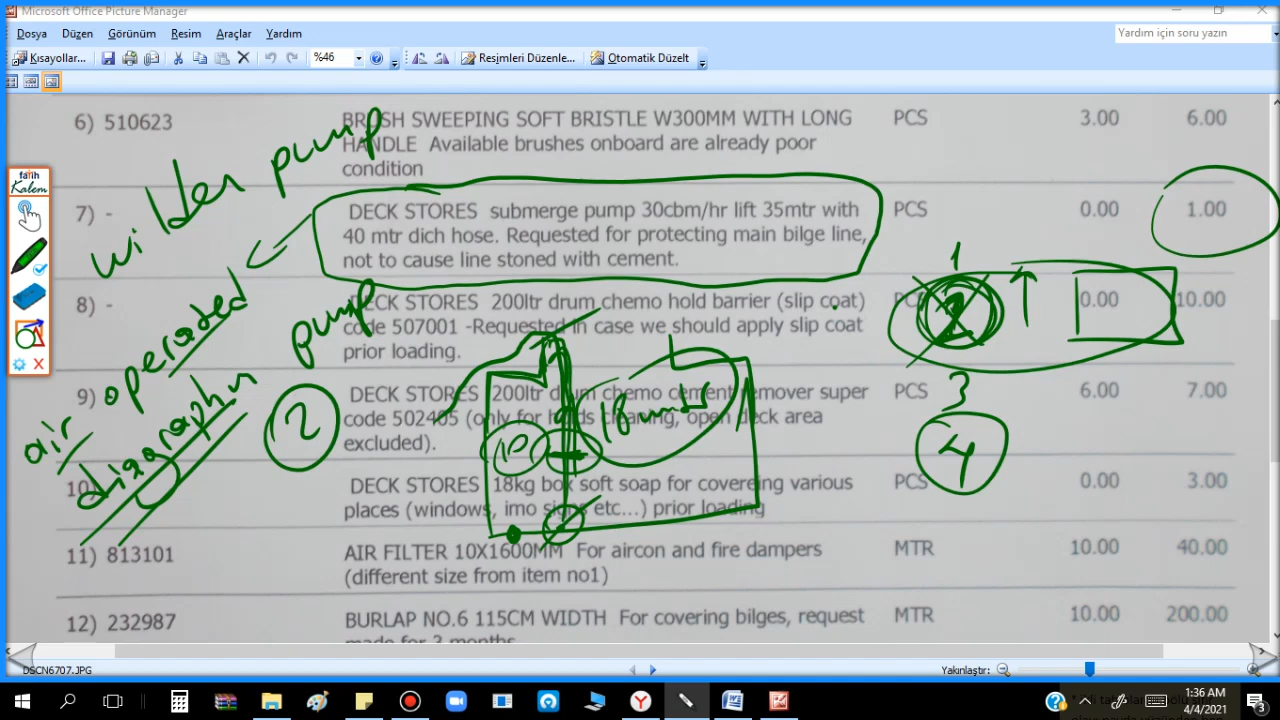 Microsoft Office Picture Manager
Dosya Düzen Görünüm Resim Araçlar Yardım
Yardım için soru yazın
Kısayollar... %46 Resimleri Düzenle... Otomatik Düzelt
6) 510623 BRUSH SWEEPING SOFT BRISTLE W300MM WITH LONG PCS 3.00 6.00
HANDLE Available brushes onboard are already poor
condition
fatih
Kalem
wilden pump
7) - DECK STORES submerge pump 30cbm/hr lift 35mtr with PCS 0.00 1.00
40 mtr dich hose. Requested for protecting main bilge line,
not to cause line stoned with cement.
1
8) - DECK STORES 200ltr drum chemo hold barrier (slip coat) PCS 0.00 10.00
code 507001 -Requested in case we should apply slip coat
prior loading.
2
air operated
diagraphn pump
2
3
4
9) DECK STORES 200ltr drum chemo cement remover super PCS 6.00 7.00
code 502405 (only for holds cleaning, open deck area
excluded).
10) DECK STORES 18kg box soft soap for covereing various PCS 0.00 3.00
places (windows, imo signs etc...) prior loading
11) 813101 AIR FILTER 10X1600MM For aircon and fire dampers MTR 10.00 40.00
(different size from item no1)
12) 232987 BURLAP NO.6 115CM WIDTH For covering bilges, request MTR 10.00 200.00
made for 3 months
DSCN6707.JPG
Yakınlaştır:
1:36 AM
4/4/2021
3